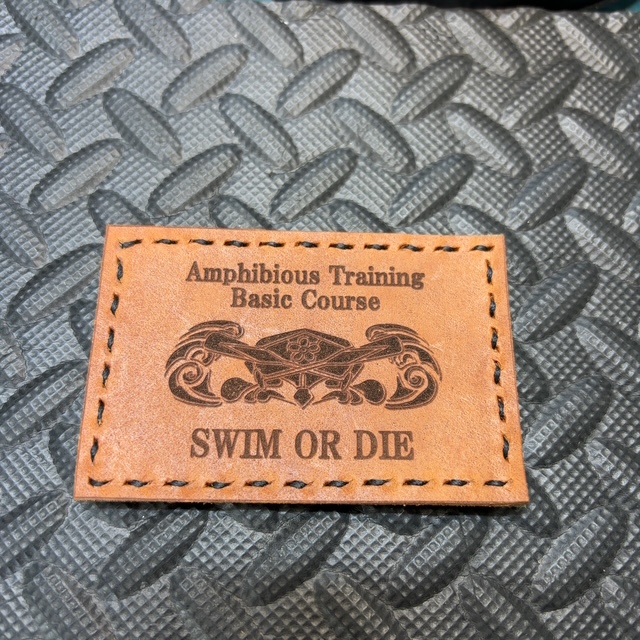 Amphibious Training
Basic Course
SWIM OR DIE